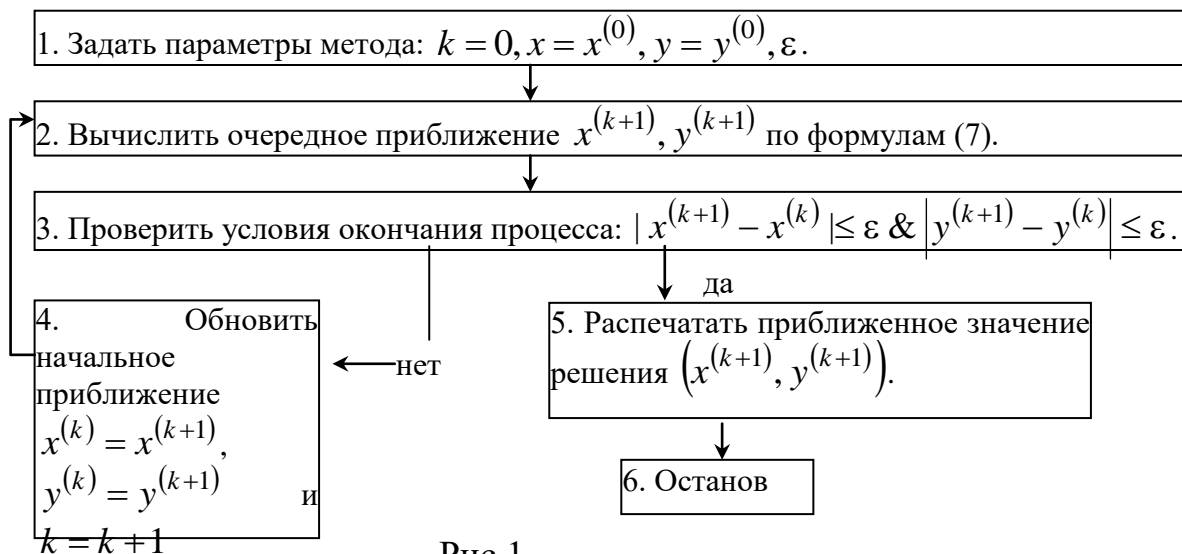 1. Задать параметры метода: k = 0, x = x^(0), y = y^(0), ε.
2. Вычислить очередное приближение x^(k+1), y^(k+1) по формулам (7).
3. Проверить условия окончания процесса: | x^(k+1) − x^(k) |≤ ε & |y^(k+1) − y^(k)| ≤ ε.
да
нет
4. Обновить
начальное
приближение
x^(k) = x^(k+1),
y^(k) = y^(k+1) и
k = k + 1
5. Распечатать приближенное значение
решения (x^(k+1), y^(k+1)).
6. Останов
Рис 1